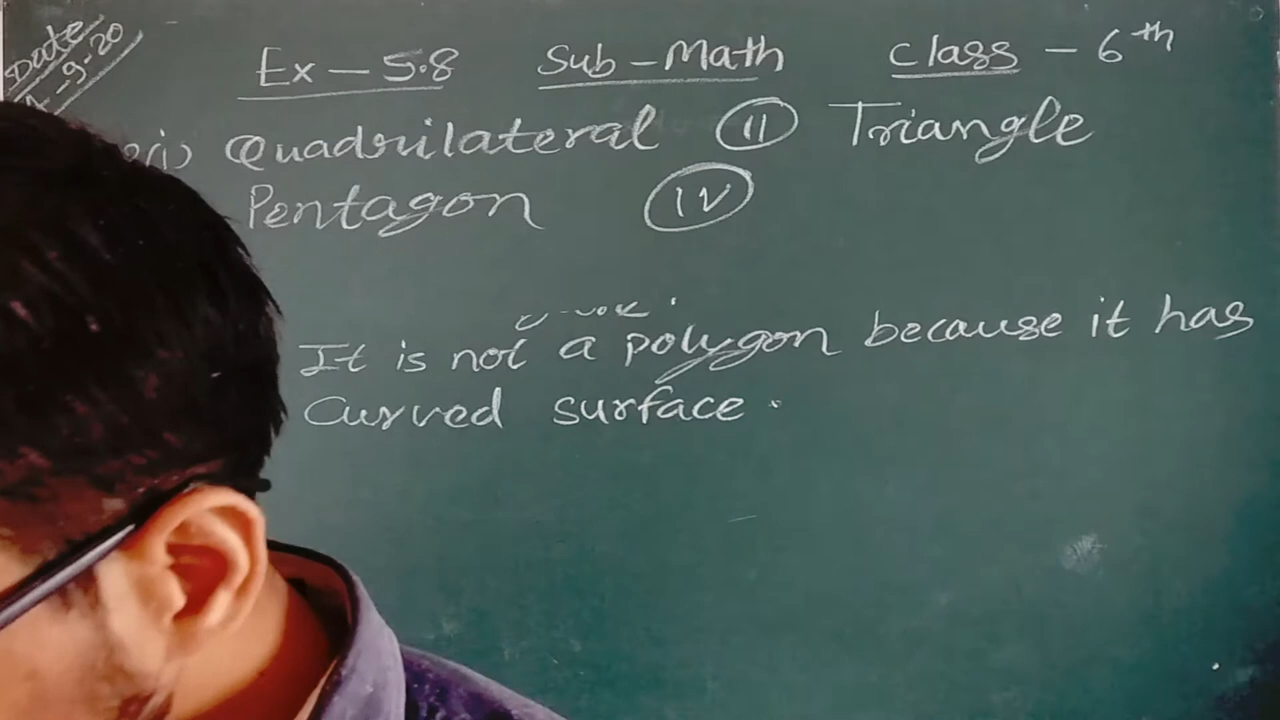 Date
-9-20
Ex - 5.8 Sub - Math Class - 6th
(i) Quadrilateral (II) Triangle
Pentagon (IV)
It is not a polygon because it has
Curved surface.